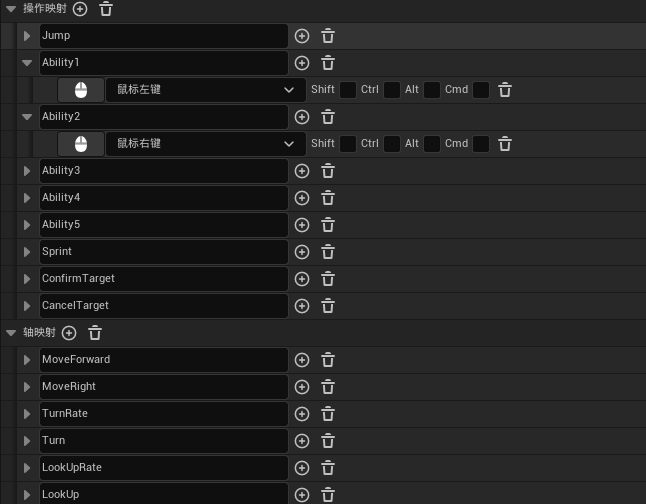 操作映射
Jump
Ability1
鼠标左键 Shift Ctrl Alt Cmd
Ability2
鼠标右键 Shift Ctrl Alt Cmd
Ability3
Ability4
Ability5
Sprint
ConfirmTarget
CancelTarget
轴映射
MoveForward
MoveRight
TurnRate
Turn
LookUpRate
LookUp